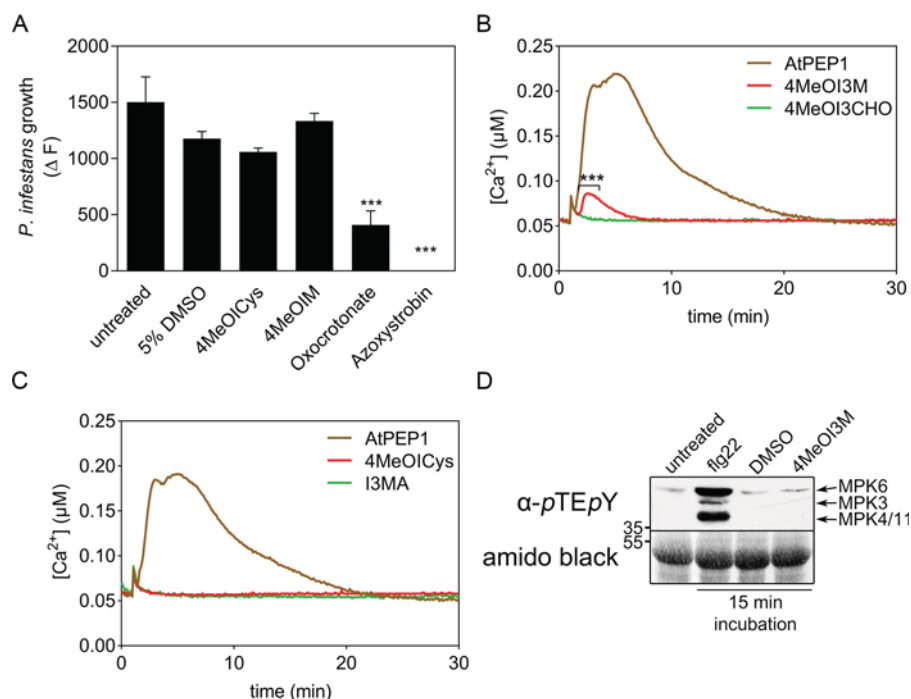 A
2000
1500
1000
500
0
P. infestans growth
(Δ F)
***
***
untreated
5% DMSO
4MeOICys
4MeOIM
Oxocrotonate
Azoxystrobin
B
0.25
0.20
0.15
0.10
0.05
0.00
[Ca2+] (µM)
AtPEP1
4MeOI3M
4MeOI3CHO
***
0
10
20
30
time (min)
C
0.25
0.20
0.15
0.10
0.05
0.00
[Ca2+] (µM)
AtPEP1
4MeOICys
I3MA
0
10
20
30
time (min)
D
untreated
flg22
DMSO
4MeOI3M
α-pTEpY
MPK6
MPK3
MPK4/11
35
55
amido black
15 min
incubation